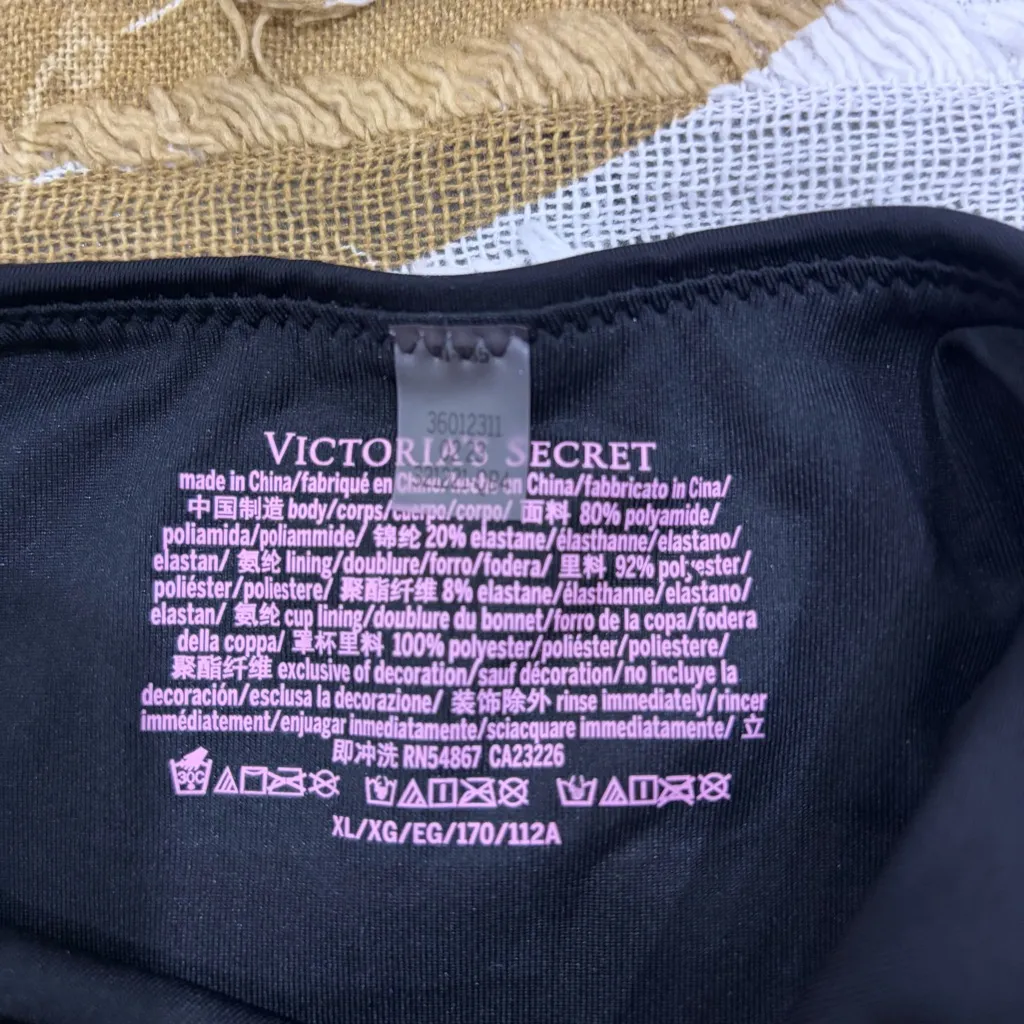 36012311
VICTORIA'S SECRET
made in China/fabriqué en China/fabbricato in Cina/
中国制造 body/corps/cuerpo/corpo/ 面料 80% polyamide/
poliamida/poliammide/ 锦纶 20% elastane/élasthanne/elastano/
elastan/ 氨纶 lining/doublure/forro/fodera/ 里料 92% polyester/
poliéster/poliestere/ 聚酯纤维 8% elastane/élasthanne/elastano/
elastan/ 氨纶 cup lining/doublure du bonnet/forro de la copa/fodera
della coppa/ 罩杯里料 100% polyester/poliéster/poliestere/
聚酯纤维 exclusive of decoration/sauf décoration/no incluye la
decoración/esclusa la decorazione/ 装饰除外 rinse immediately/rincer
immédiatement/enjuagar inmediatamente/sciacquare immediatamente/ 立
即冲洗 RN54867 CA23226
30C
XL/XG/EG/170/112A